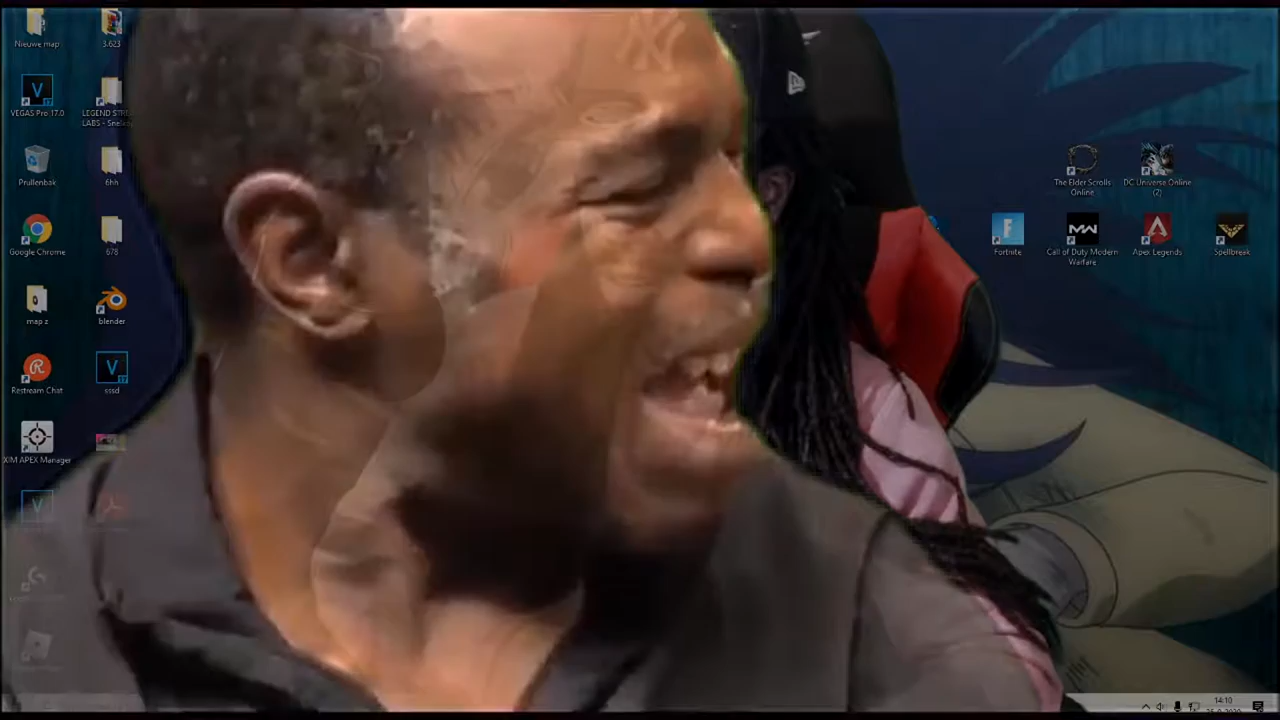 Nieuwe map
3.623
VEGAS Pro 17.0
LEGEND STRE
LABS - Snelko
Prullenbak
6hh
Google Chrome
678
map z
blender
Restream Chat
sssd
XIM APEX Manager
The Elder Scrolls
Online
DC Universe Online
(2)
Fortnite
Call of Duty Modern
Warfare
Apex Legends
Spellbreak
14:10